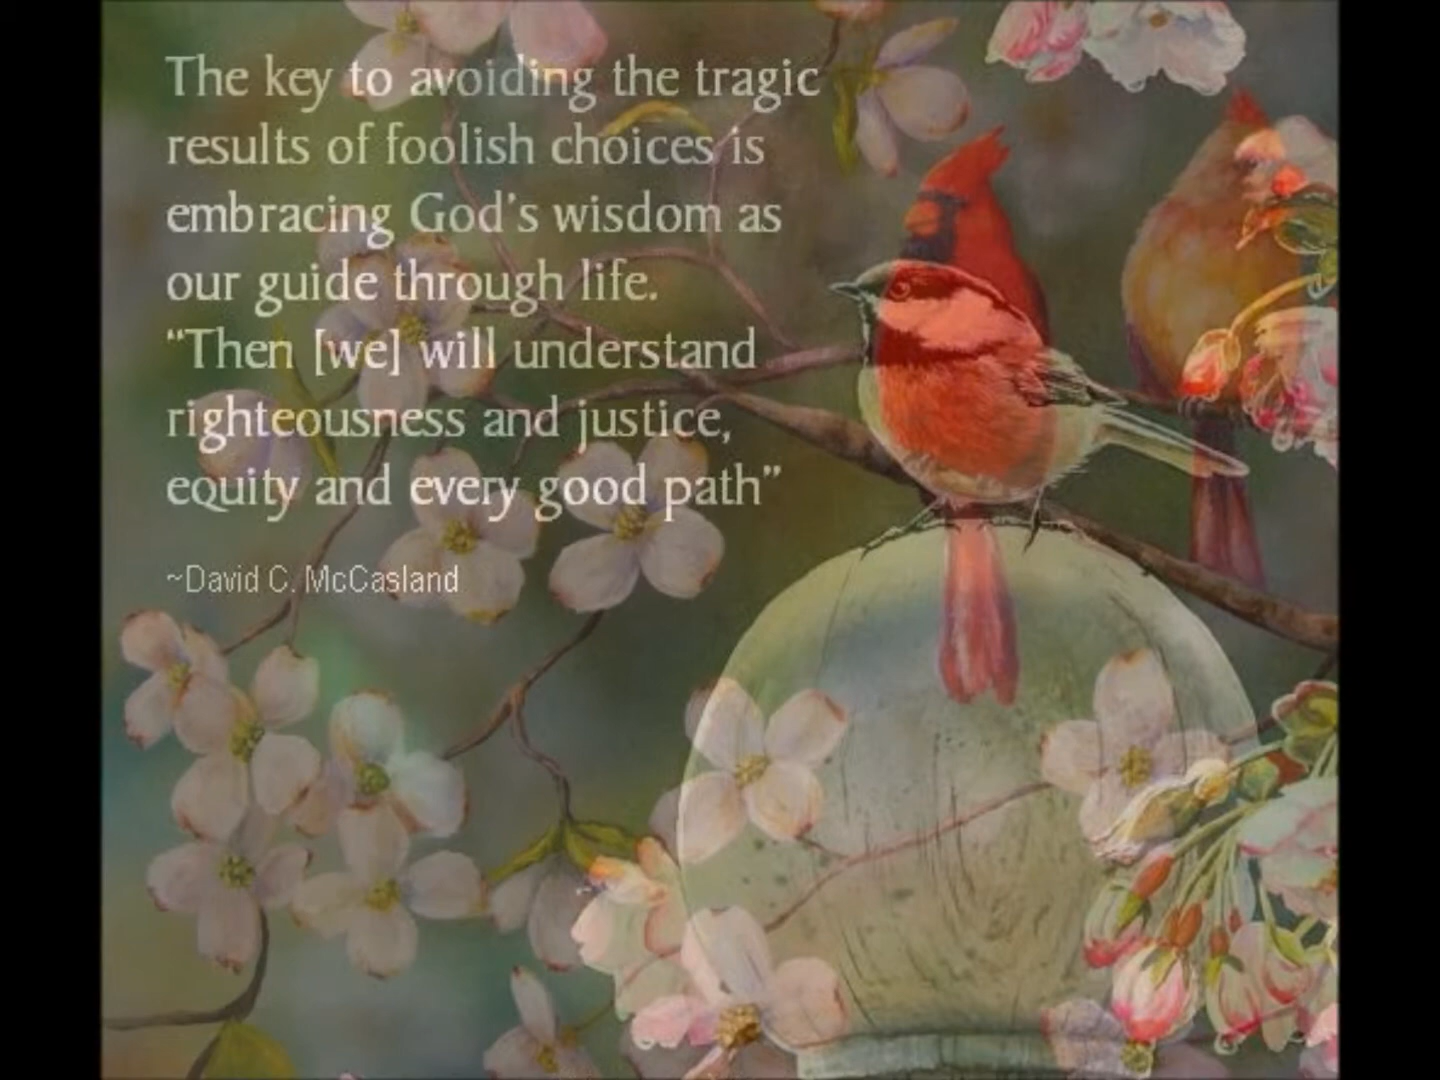 The key to avoiding the tragic
results of foolish choices is
embracing God's wisdom as
our guide through life.
“Then [we] will understand
righteousness and justice,
equity and every good path”
~David C. McCasland